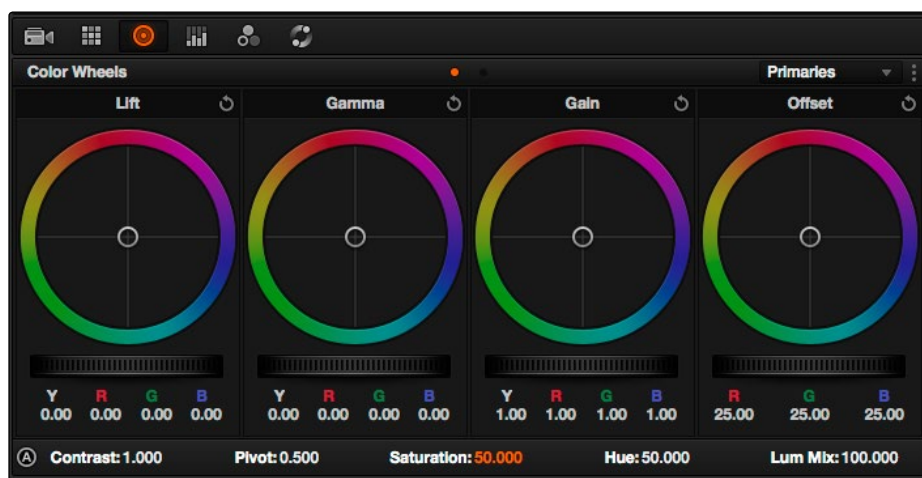 Color Wheels Primaries
Lift Gamma Gain Offset
Y R G B Y R G B Y R G B R G B
0.00 0.00 0.00 0.00 0.00 0.00 0.00 0.00 1.00 1.00 1.00 1.00 25.00 25.00 25.00
A Contrast:1.000 Pivot:0.500 Saturation:50.000 Hue:50.000 Lum Mix:100.000